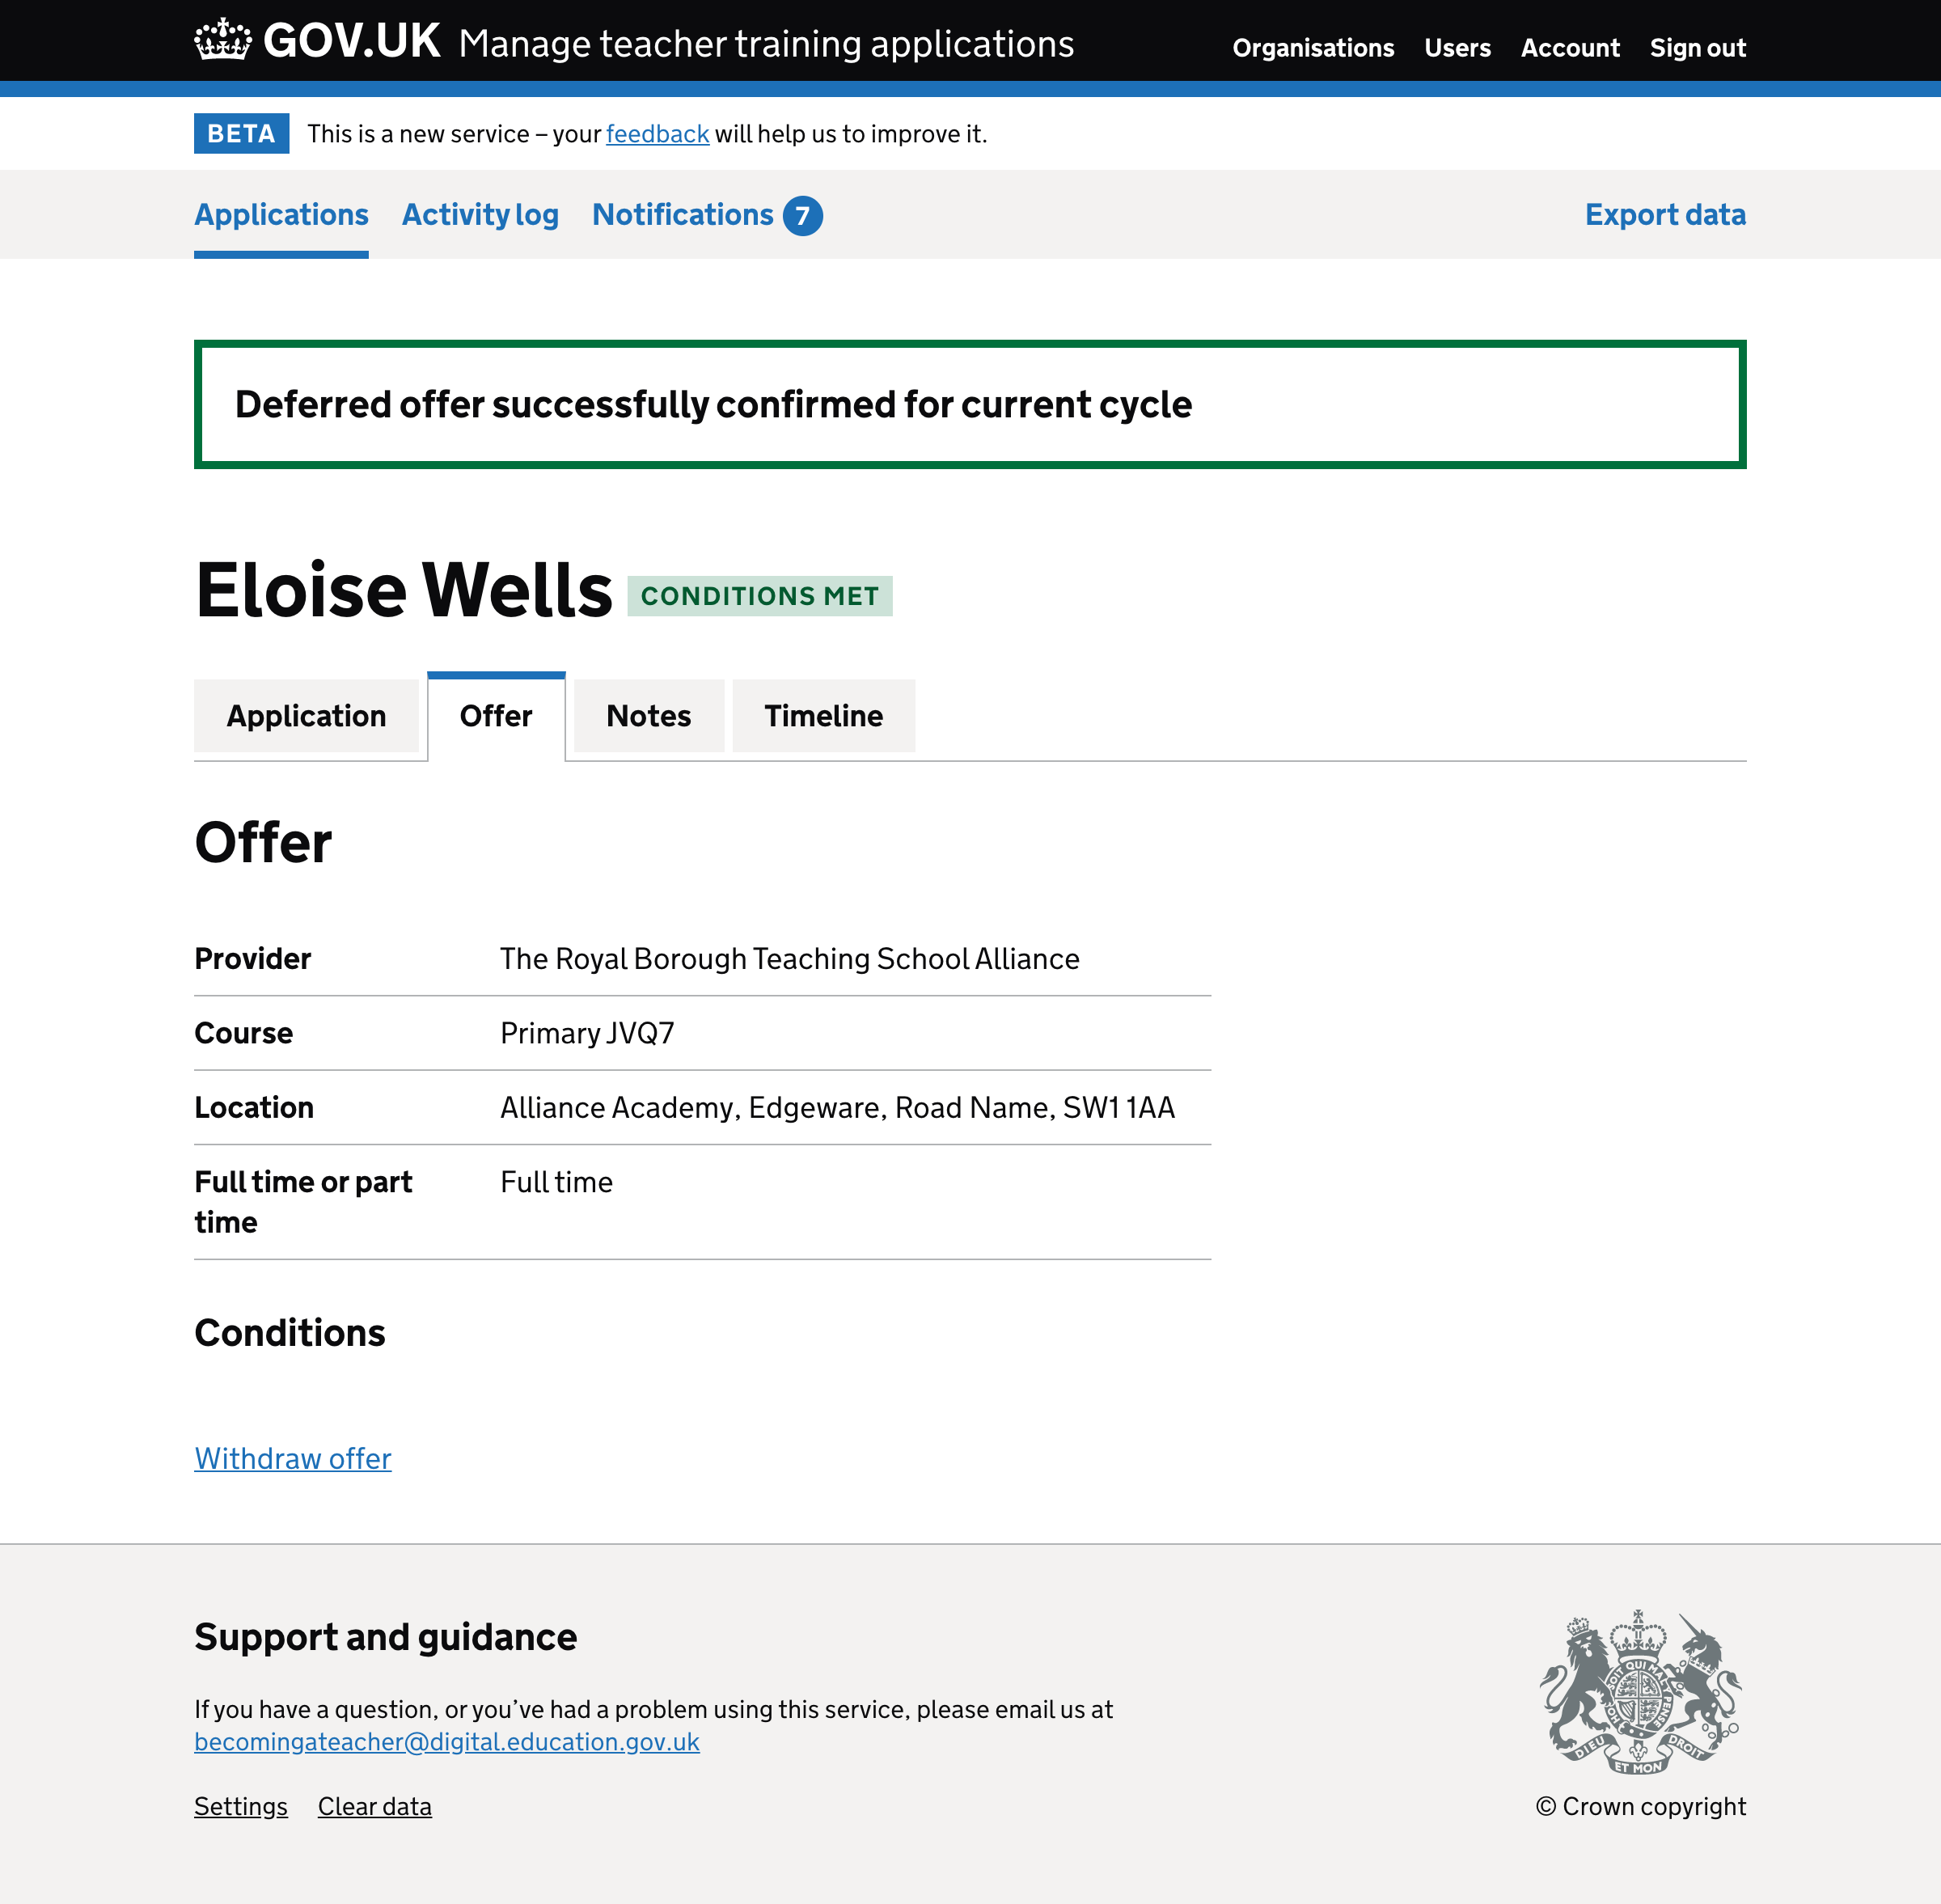 GOV.UK Manage teacher training applications Organisations Users Account Sign out
BETA This is a new service – your feedback will help us to improve it.
Applications Activity log Notifications 7 Export data
Deferred offer successfully confirmed for current cycle
Eloise Wells CONDITIONS MET
Application Offer Notes Timeline
Offer
Provider The Royal Borough Teaching School Alliance
Course Primary JVQ7
Location Alliance Academy, Edgeware, Road Name, SW1 1AA
Full time or part Full time
time
Conditions
Withdraw offer
Support and guidance
If you have a question, or you’ve had a problem using this service, please email us at
becomingateacher@digital.education.gov.uk
DIEU ET MON DROIT
Settings Clear data © Crown copyright